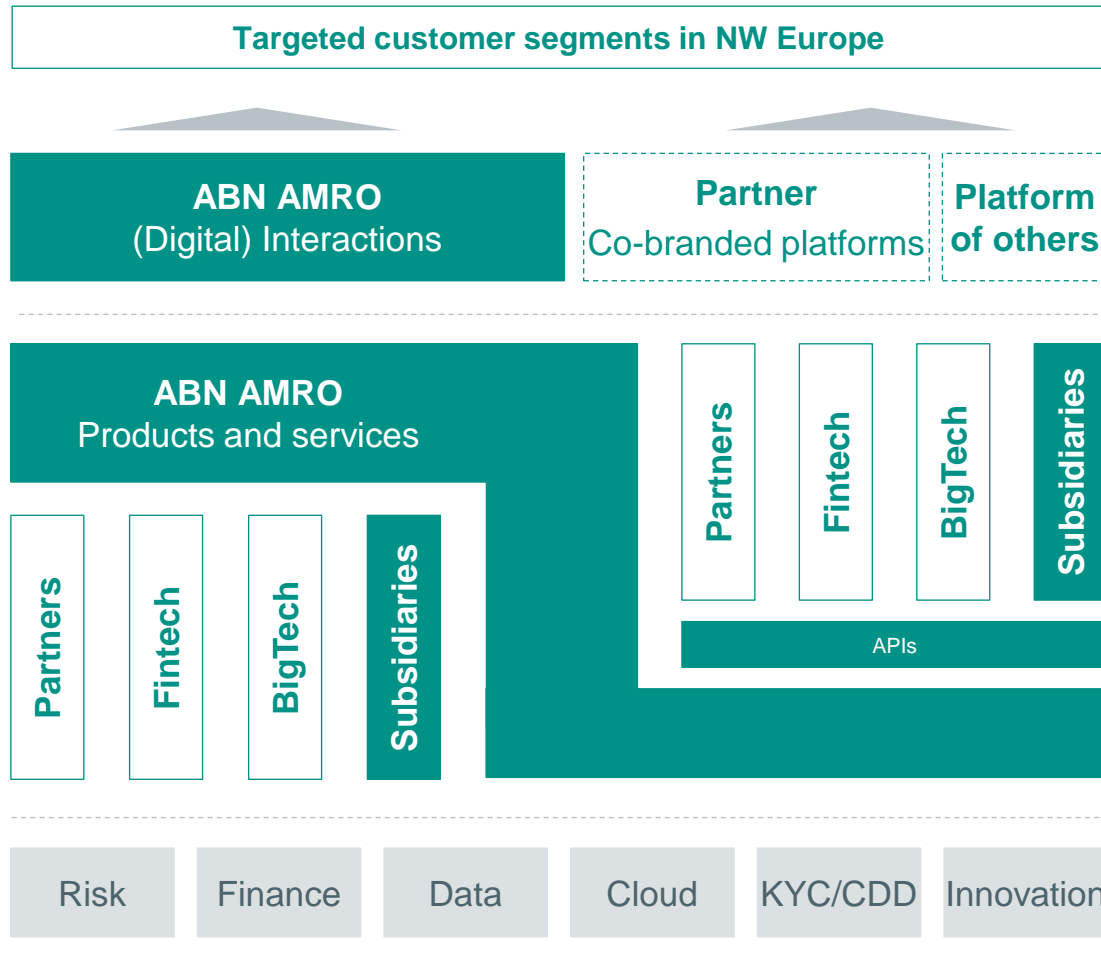 Targeted customer segments in NW Europe
ABN AMRO
(Digital) Interactions
Partner
Co-branded platforms
Platform
of others
ABN AMRO
Products and services
Partners
Fintech
BigTech
Subsidiaries
APIs
Partners
Fintech
BigTech
Subsidiaries
Risk
Finance
Data
Cloud
KYC/CDD
Innovation